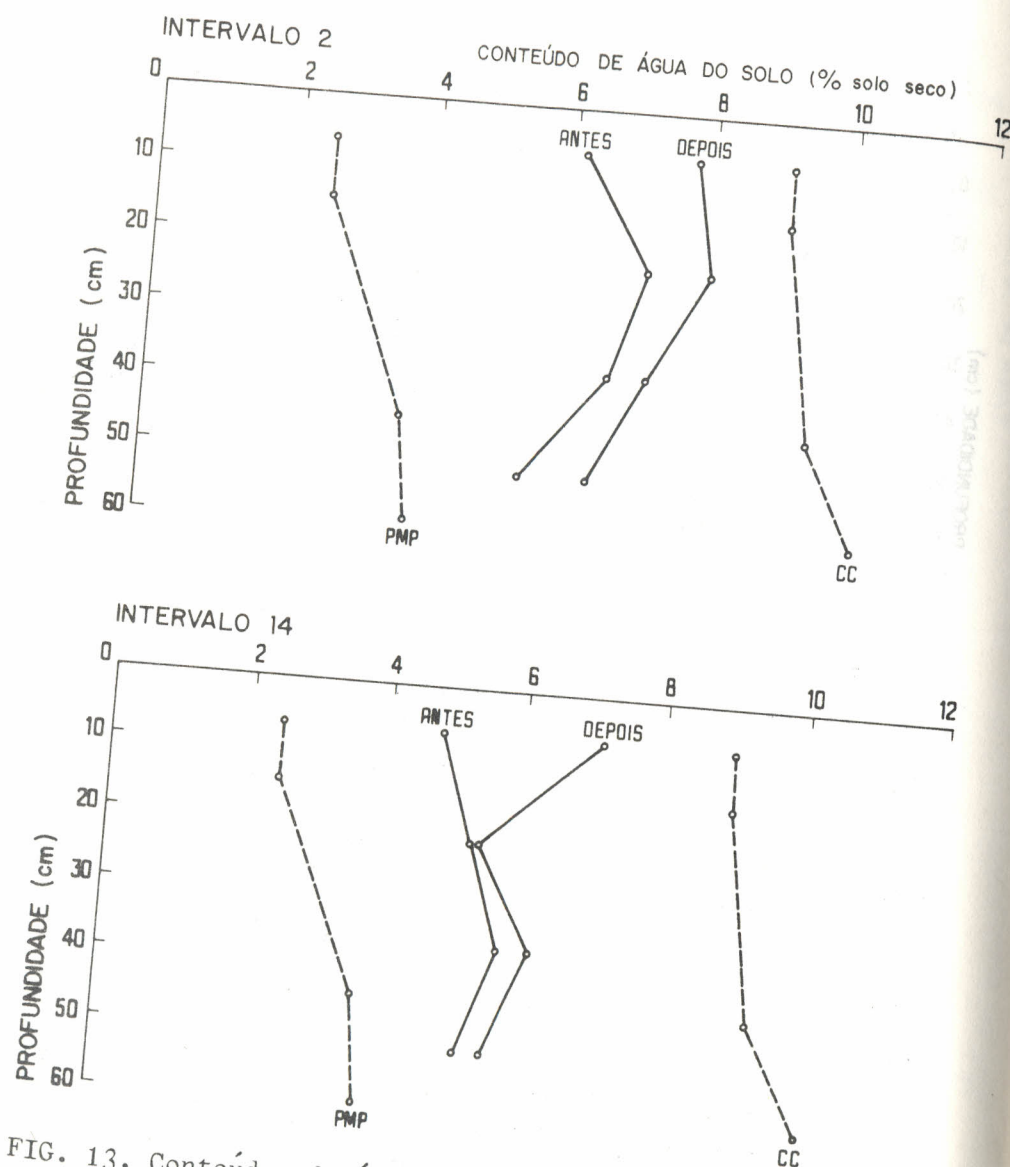 INTERVALO 2
CONTEÚDO DE ÁGUA DO SOLO (% solo seco)
0 2 4 6 8 10 12
ANTES DEPOIS
10
20
30
40
50
60
PROFUNDIDADE (cm)
PMP
CC
INTERVALO 14
0 2 4 6 8 10 12
ANTES DEPOIS
10
20
30
40
50
60
PROFUNDIDADE (cm)
PMP
CC
FIG. 13. Conteúdo